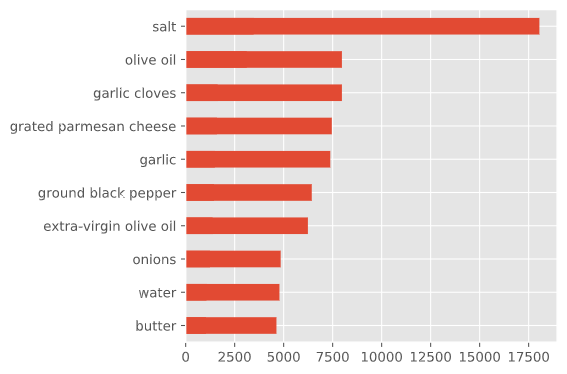 salt
olive oil
garlic cloves
grated parmesan cheese
garlic
ground black pepper
extra-virgin olive oil
onions
water
butter
0 2500 5000 7500 10000 12500 15000 17500